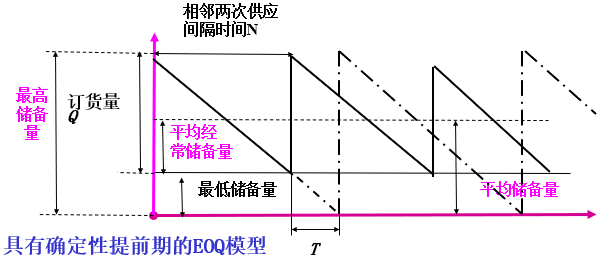 相邻两次供应
间隔时间N
最高
储备
量
订货量
Q
平均经
常储备量
最低储备量
平均储备量
具有确定性提前期的EOQ模型
T